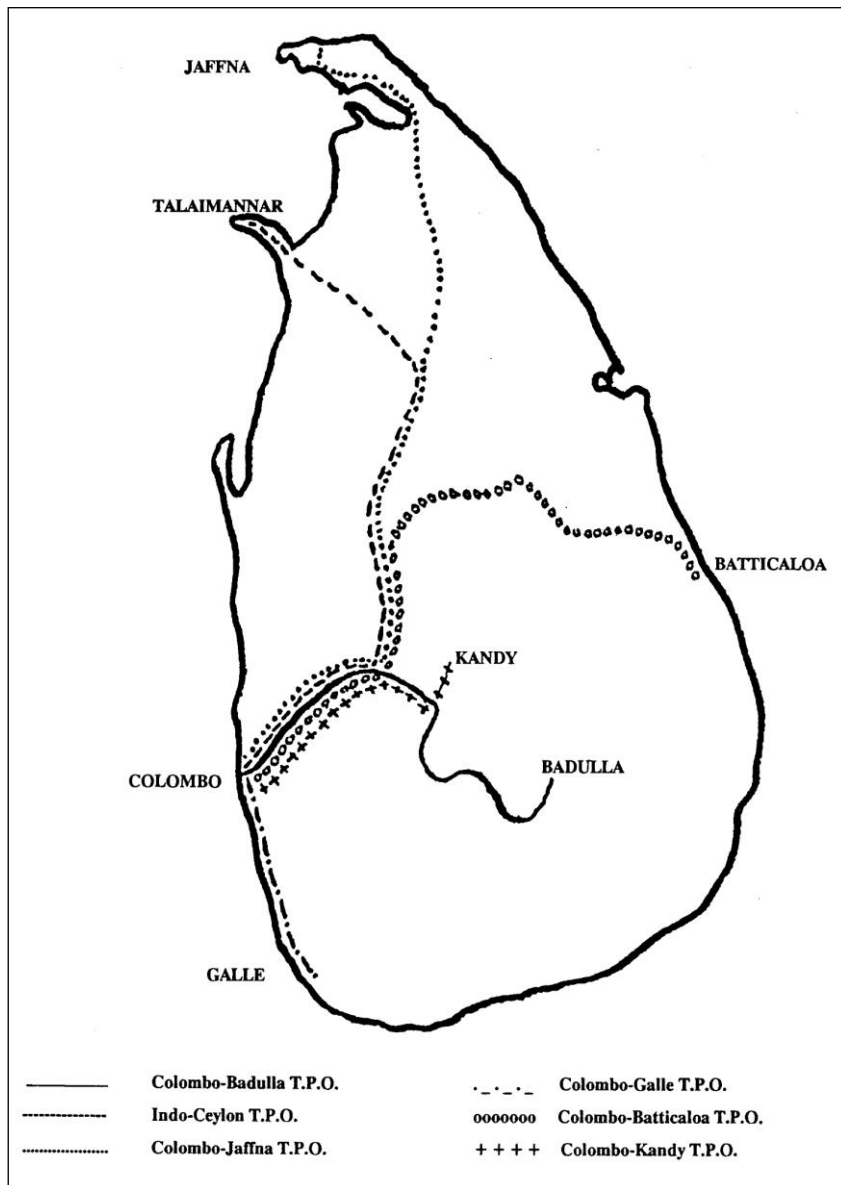 JAFFNA
TALAIMANNAR
BATTICALOA
KANDY
COLOMBO
BADULLA
GALLE
Colombo-Badulla T.P.O.
Colombo-Galle T.P.O.
Indo-Ceylon T.P.O.
Colombo-Batticaloa T.P.O.
Colombo-Jaffna T.P.O.
Colombo-Kandy T.P.O.